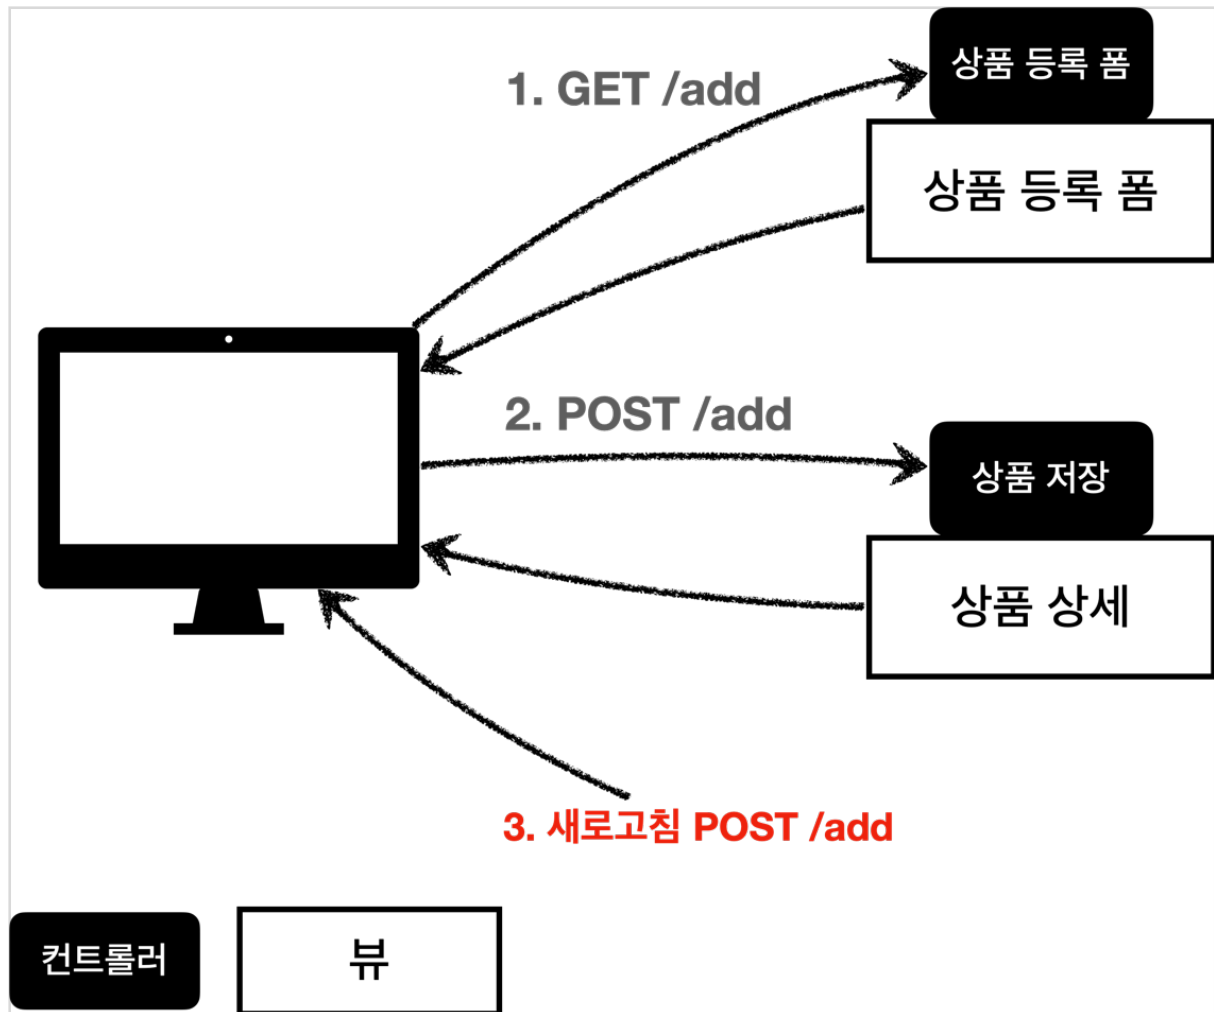 상품 등록 폼
1. GET /add
상품 등록 폼
2. POST /add
상품 저장
상품 상세
3. 새로고침 POST /add
컨트롤러
뷰